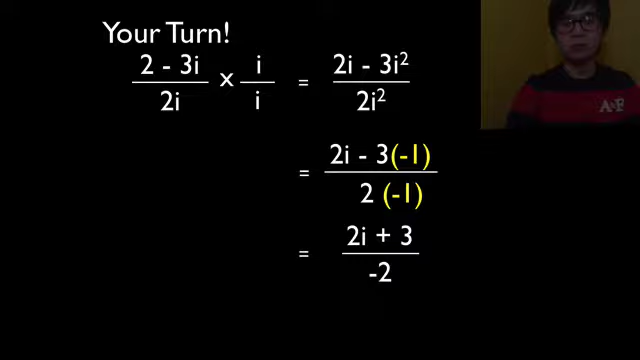 Your Turn!
2 - 3i / 2i x i / i = 2i - 3i² / 2i²
= 2i - 3(-1) / 2 (-1)
= 2i + 3 / -2